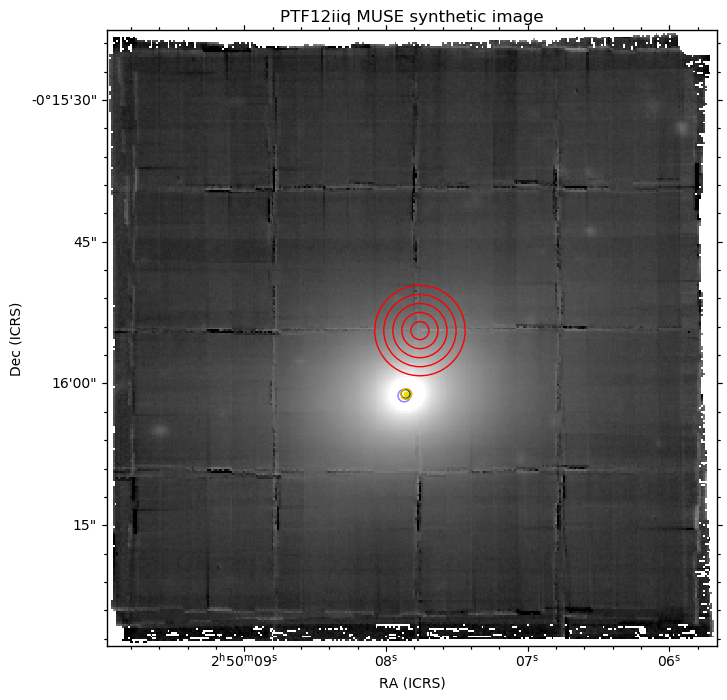 PTF12iiq MUSE synthetic image
-0°15'30"
45"
16'00"
15"
Dec (ICRS)
2ʰ50ᵐ09ˢ 08ˢ 07ˢ 06ˢ
RA (ICRS)